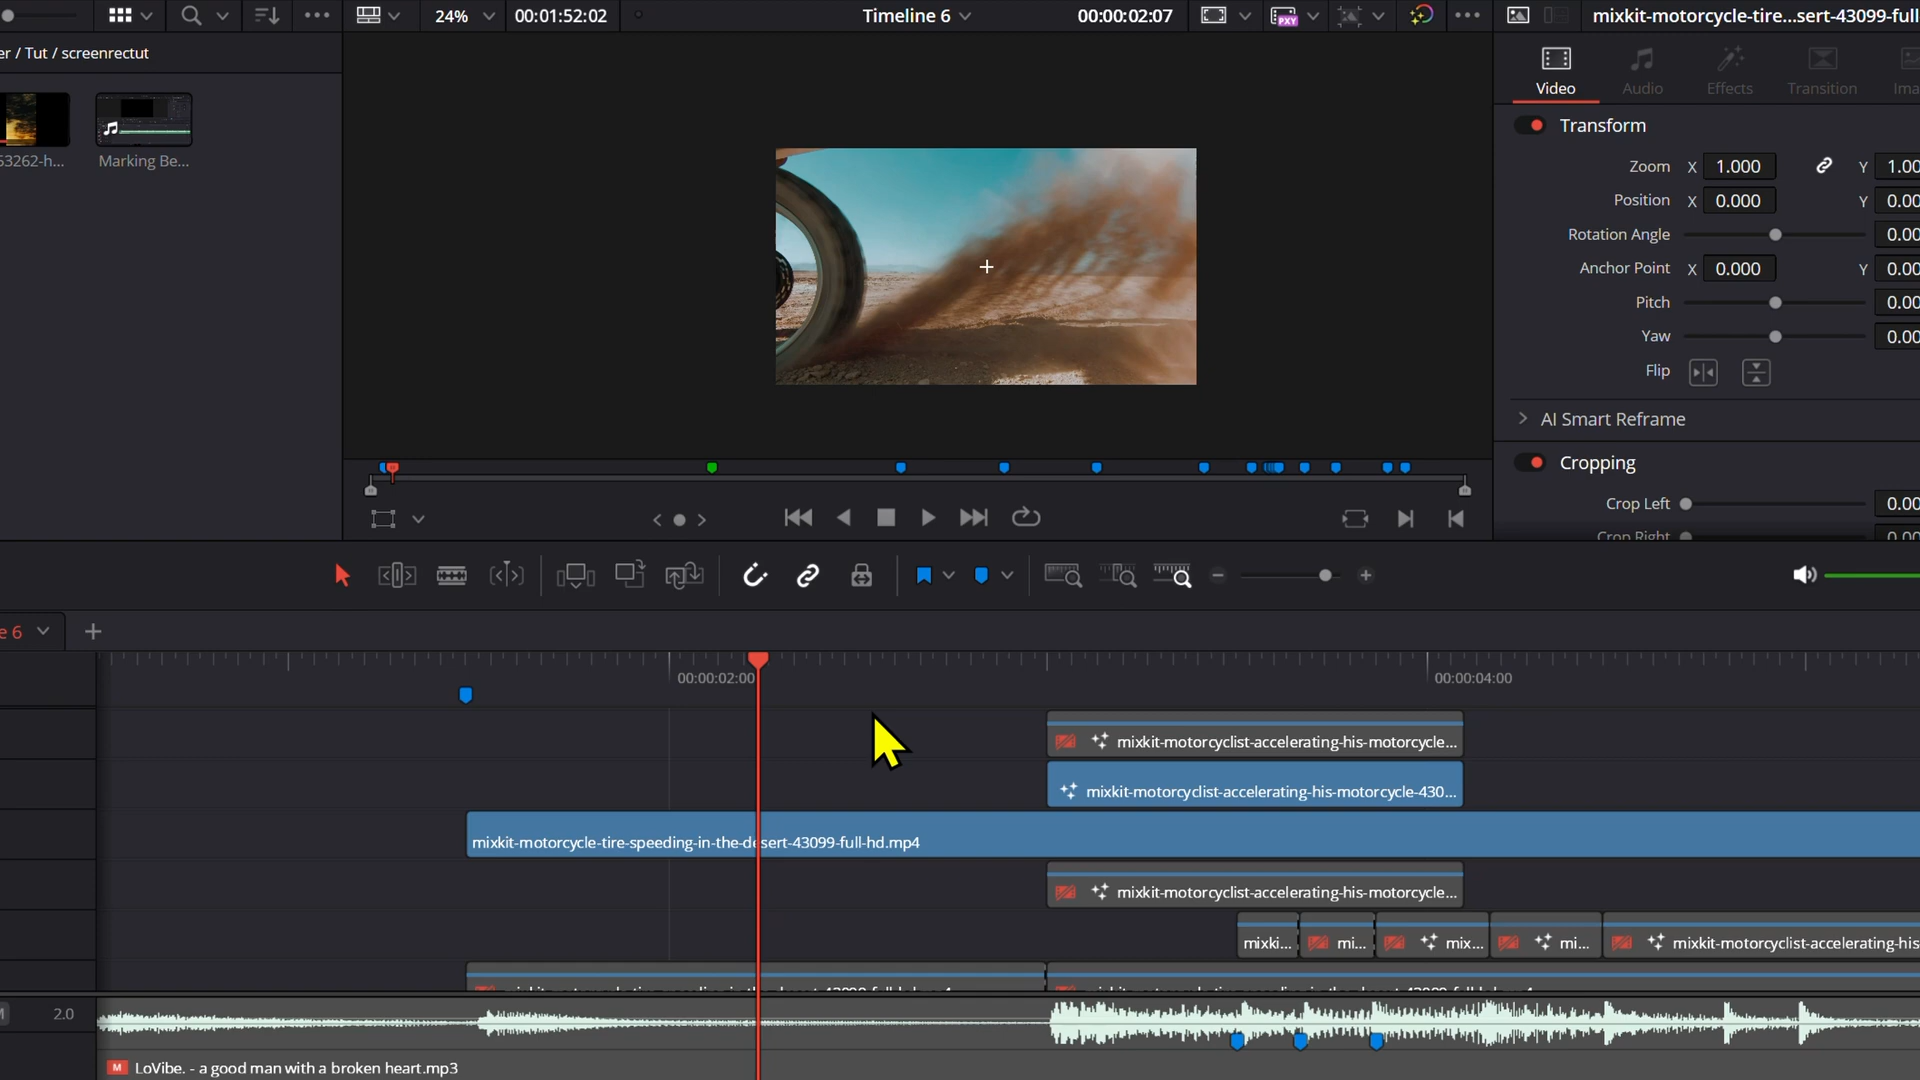 24%
00:01:52:02
Timeline 6
00:00:02:07
PXY
mixkit-motorcycle-tire...sert-43099-full
er / Tut / screenrectut
53262-h...
Marking Be...
Video
Audio
Effects
Transition
Ima
Transform
Zoom X 1.000 Y 1.00
Position X 0.000 Y 0.00
Rotation Angle 0.00
Anchor Point X 0.000 Y 0.00
Pitch 0.00
Yaw 0.00
Flip
AI Smart Reframe
Cropping
Crop Left 0.00
Crop Right 0.00
e 6
00:00:02:00
00:00:04:00
mixkit-motorcyclist-accelerating-his-motorcycle...
mixkit-motorcyclist-accelerating-his-motorcycle-430...
mixkit-motorcycle-tire-speeding-in-the-desert-43099-full-hd.mp4
mixkit-motorcyclist-accelerating-his-motorcycle...
mixki...
mi...
mix...
mi...
mixkit-motorcyclist-accelerating-his
M 2.0
M LoVibe. - a good man with a broken heart.mp3